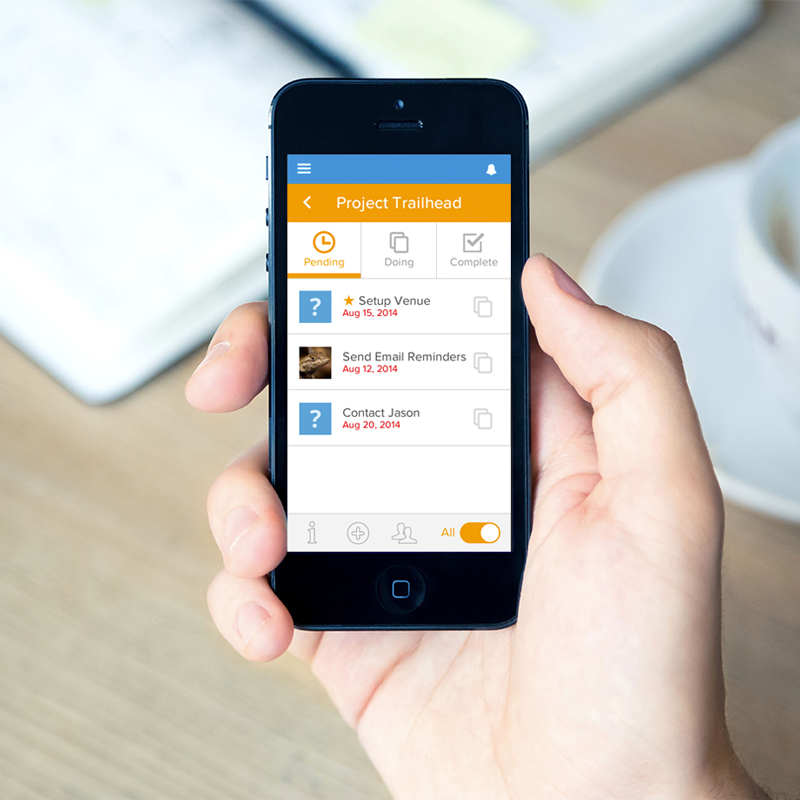 Project Trailhead
Pending
Doing
Complete
?
★ Setup Venue
Aug 15, 2014
Send Email Reminders
Aug 12, 2014
?
Contact Jason
Aug 20, 2014
All